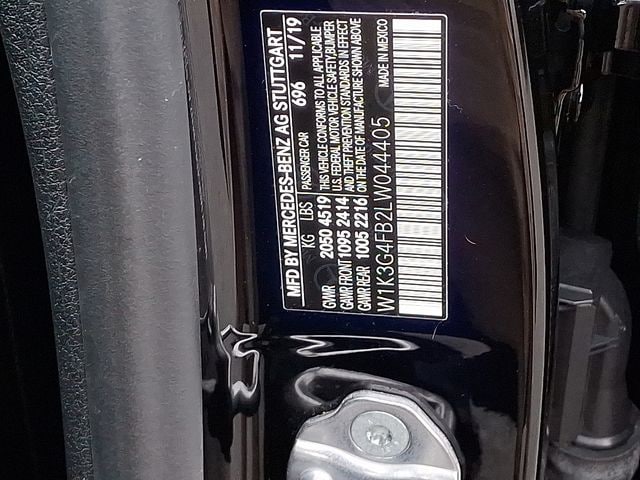 MFD BY MERCEDES-BENZ AG STUTTGART
KG LBS PASSENGER CAR 696 11/19
GVWR 2050 4519 THIS VEHICLE CONFORMS TO ALL APPLICABLE
U.S. FEDERAL MOTOR VEHICLE SAFETY, BUMPER
GAWR FRONT 1095 2414 AND THEFT PREVENTION STANDARDS IN EFFECT
GAWR REAR 1005 2216 ON THE DATE OF MANUFACTURE SHOWN ABOVE
W1K3G4FB2LW044405 MADE IN MEXICO